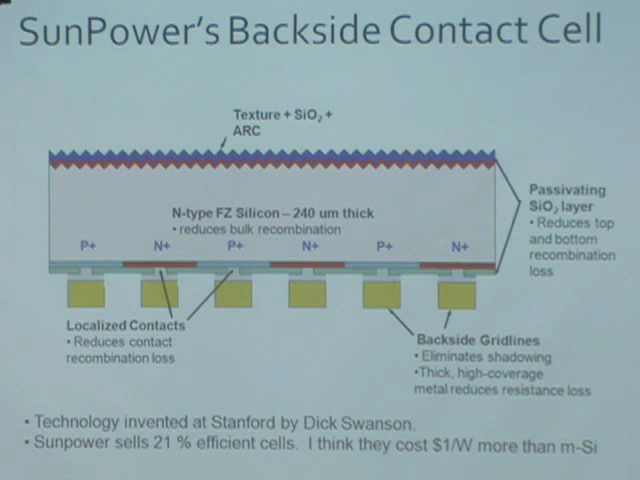 SunPower's Backside Contact Cell
Texture + SiO2 +
ARC
N-type FZ Silicon – 240 um thick
• reduces bulk recombination
P+ N+ P+ N+ P+ N+
Passivating
SiO2 layer
• Reduces top
and bottom
recombination
loss
Localized Contacts
• Reduces contact
recombination loss
Backside Gridlines
• Eliminates shadowing
•Thick, high-coverage
metal reduces resistance loss
• Technology invented at Stanford by Dick Swanson.
• Sunpower sells 21 % efficient cells. I think they cost $1/W more than m-Si